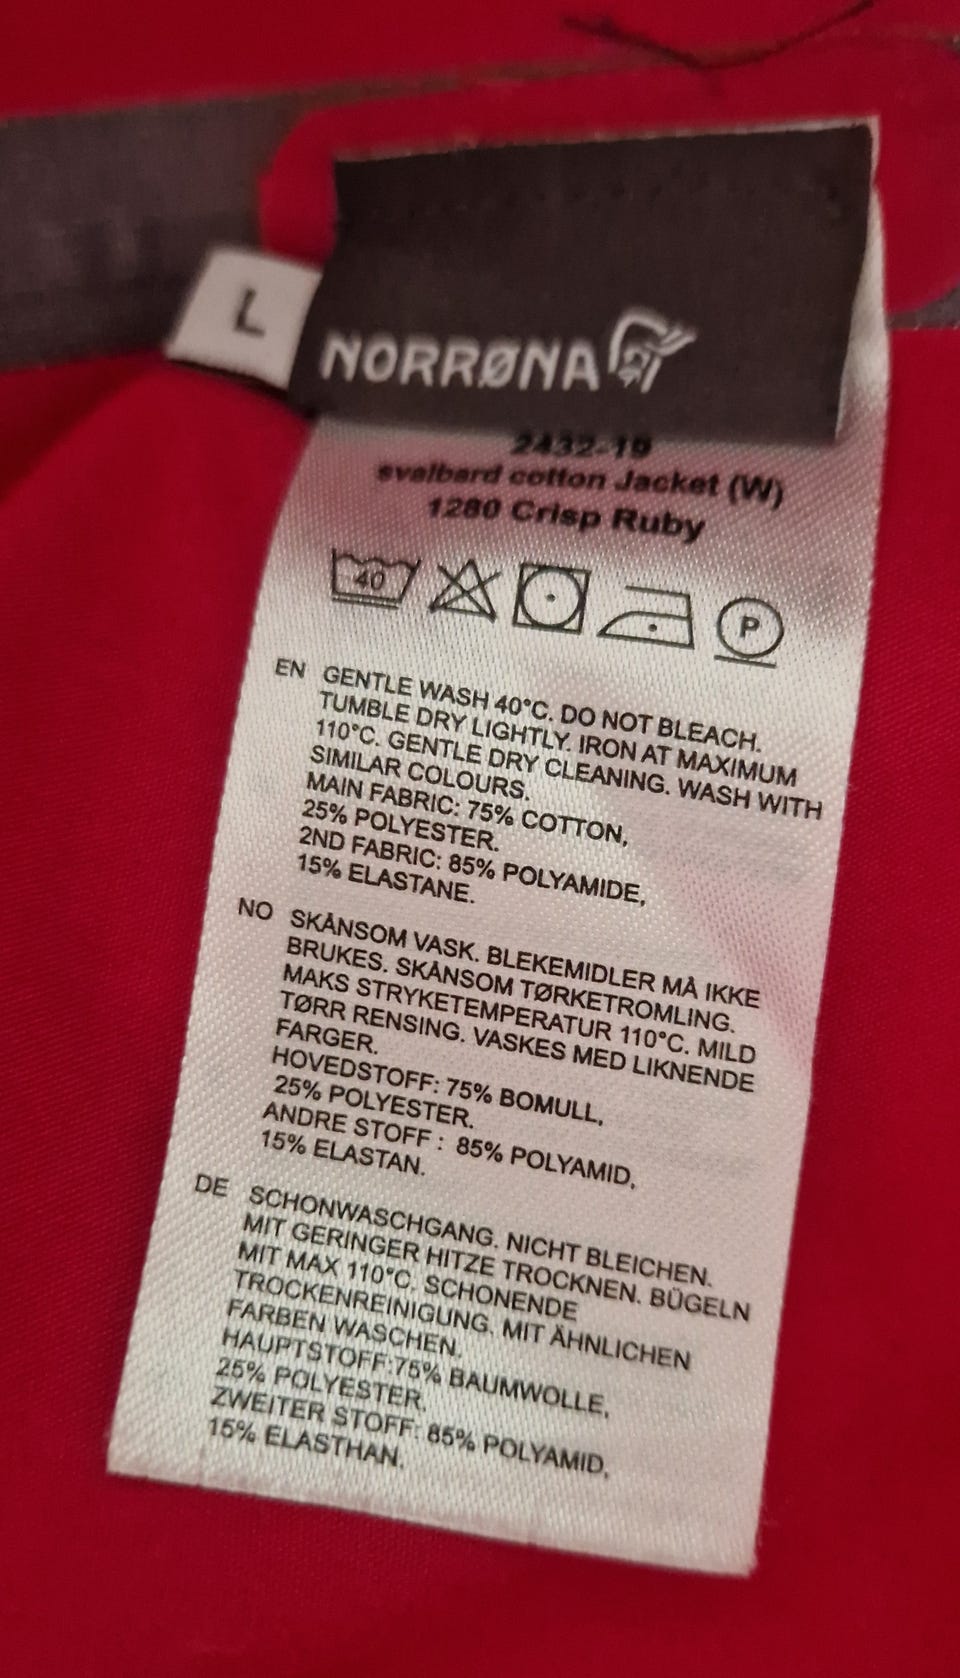 L
NORRØNA
2432-19
svalbard cotton Jacket (W)
1280 Crisp Ruby
40
P
EN GENTLE WASH 40°C. DO NOT BLEACH.
TUMBLE DRY LIGHTLY. IRON AT MAXIMUM
110°C. GENTLE DRY CLEANING. WASH WITH
SIMILAR COLOURS.
MAIN FABRIC: 75% COTTON,
25% POLYESTER.
2ND FABRIC: 85% POLYAMIDE,
15% ELASTANE.
NO SKÅNSOM VASK. BLEKEMIDLER MÅ IKKE
BRUKES. SKÅNSOM TØRKETROMLING.
MAKS STRYKETEMPERATUR 110°C. MILD
TØRR RENSING. VASKES MED LIKNENDE
FARGER.
HOVEDSTOFF: 75% BOMULL,
25% POLYESTER.
ANDRE STOFF : 85% POLYAMID,
15% ELASTAN.
DE SCHONWASCHGANG. NICHT BLEICHEN.
MIT GERINGER HITZE TROCKNEN. BÜGELN
MIT MAX 110°C. SCHONENDE
TROCKENREINIGUNG. MIT ÄHNLICHEN
FARBEN WASCHEN.
HAUPTSTOFF:75% BAUMWOLLE,
25% POLYESTER.
ZWEITER STOFF: 85% POLYAMID,
15% ELASTHAN.